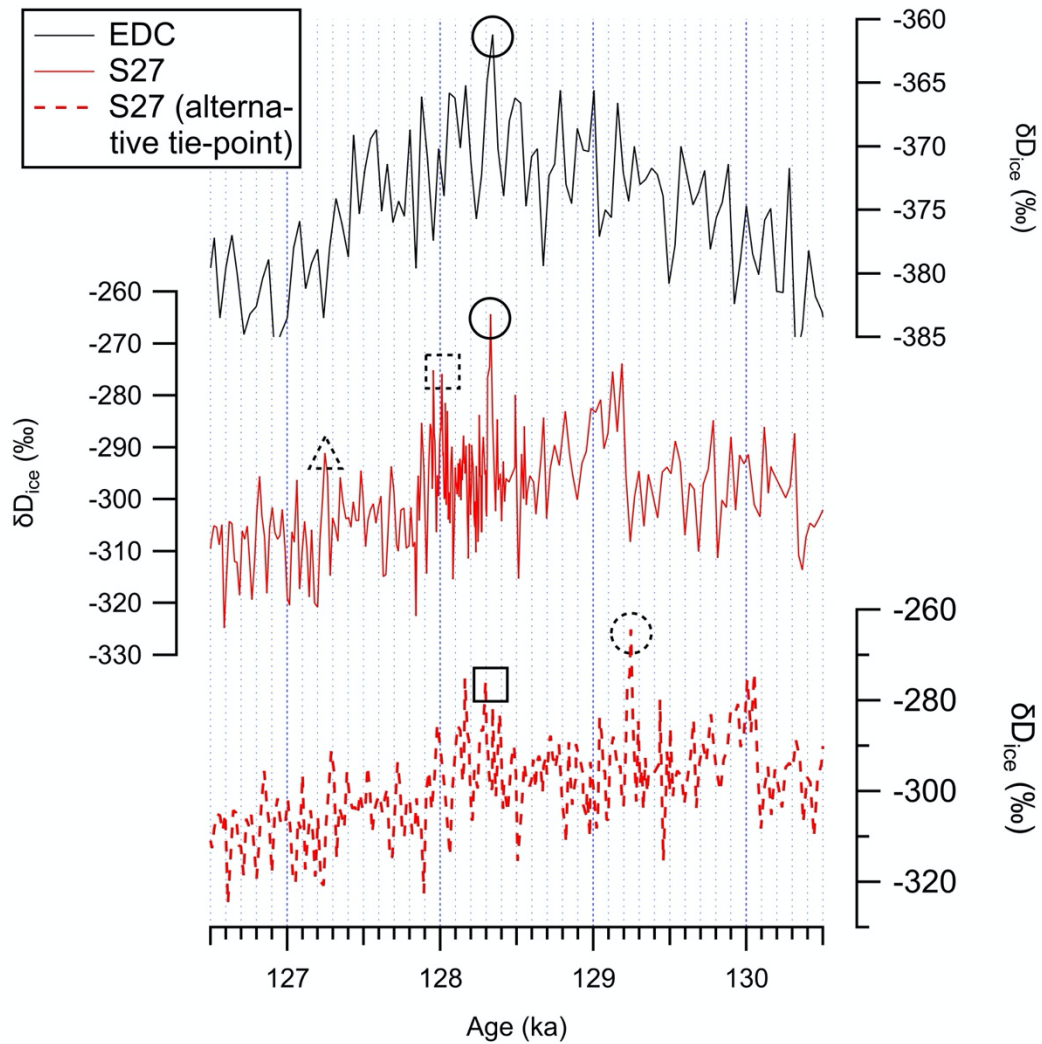 EDC
S27
S27 (alterna-
tive tie-point)
-360
-365
-370
-375
-380
-385
δDice (‰)
-260
-270
-280
-290
-300
-310
-320
-330
δDice (‰)
-260
-280
-300
-320
δDice (‰)
127 128 129 130
Age (ka)